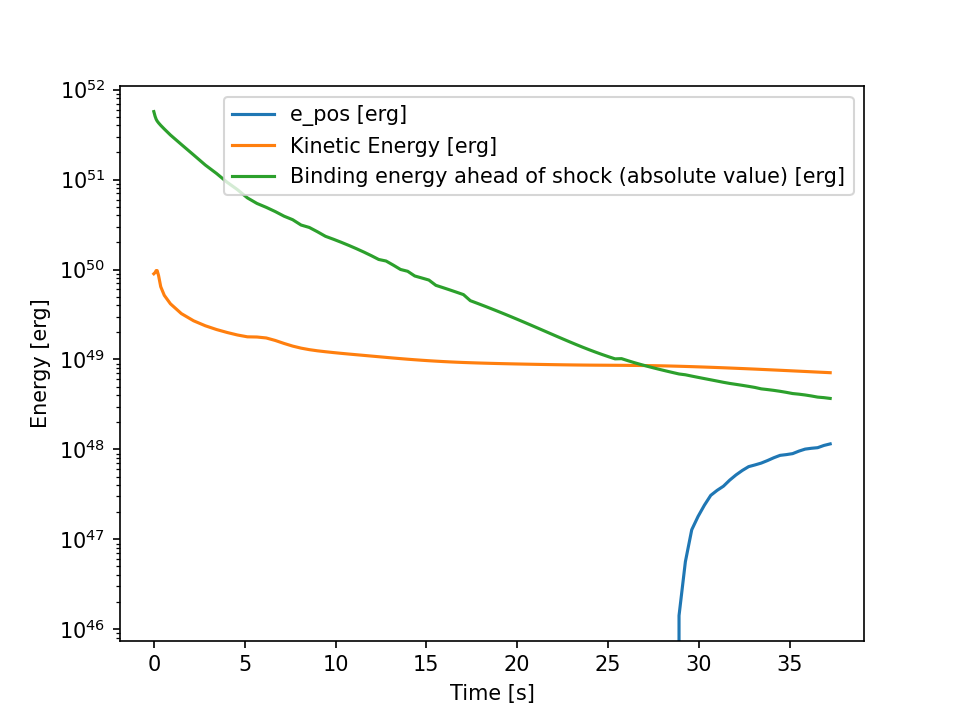 e_pos [erg]
Kinetic Energy [erg]
Binding energy ahead of shock (absolute value) [erg]
Energy [erg]
10^52
10^51
10^50
10^49
10^48
10^47
10^46
0 5 10 15 20 25 30 35
Time [s]